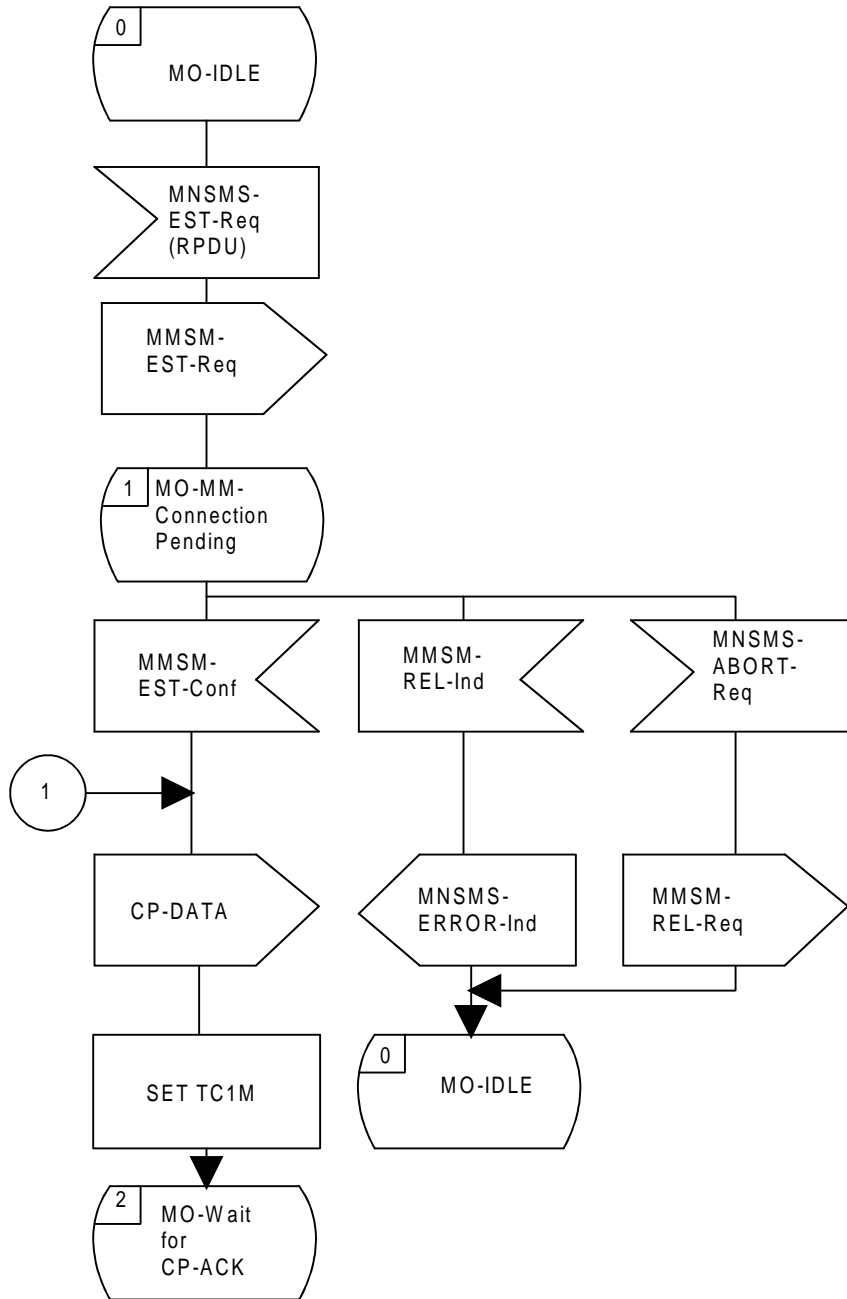 0
MO-IDLE
MNSMS-
EST-Req
(RPDU)
MMSM-
EST-Req
1
MO-MM-
Connection
Pending
MMSM-
EST-Conf
MMSM-
REL-Ind
MNSMS-
ABORT-
Req
1
CP-DATA
MNSMS-
ERROR-Ind
MMSM-
REL-Req
SET TC1M
0
MO-IDLE
2
MO-Wait
for
CP-ACK